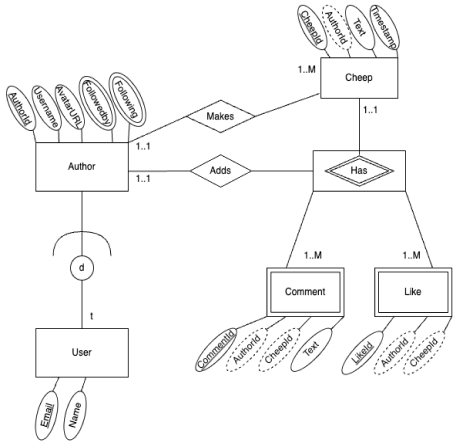 CheepId
AuthorId
Text
Timestamp
1..M
Cheep
AuthorId
Username
AvatarURL
Followedby
Following
Makes
1..1
1..1
Author
1..1
Adds
Has
d
1..M
1..M
Comment
Like
t
User
CommentId
AuthorId
CheepId
Text
LikeId
AuthorId
CheepId
Email
Name